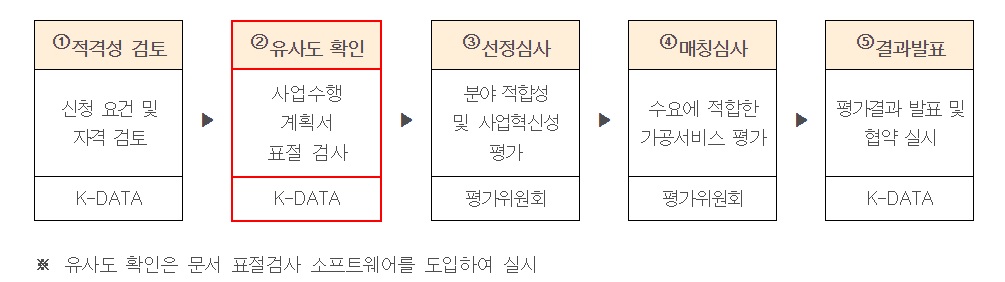 ①적격성 검토
신청 요건 및
자격 검토
K-DATA
▶
②유사도 확인
사업수행
계획서
표절 검사
K-DATA
▶
③선정심사
분야 적합성
및 사업혁신성
평가
평가위원회
▶
④매칭심사
수요에 적합한
가공서비스 평가
평가위원회
▶
⑤결과발표
평가결과 발표 및
협약 실시
K-DATA
※ 유사도 확인은 문서 표절검사 소프트웨어를 도입하여 실시